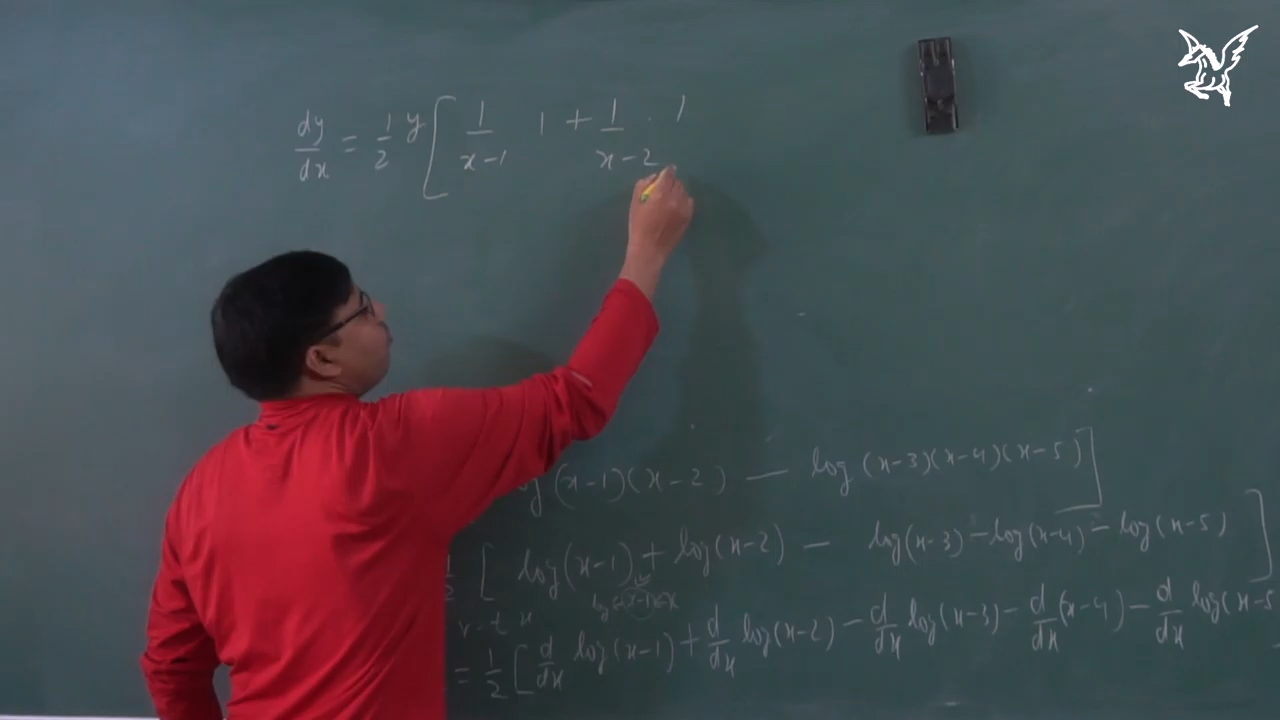 dy/dx = 1/2 y [ 1/(x-1) 1 + 1/(x-2) . 1
(x-1)(x-2) — log (x-3)(x-4)(x-5) ]
1/2 [ log(x-1) + log(x-2) — log(x-3) - log(x-4) - log(x-5) ]
= 1/2 [ d/dx log(x-1) + d/dx log(x-2) - d/dx log(x-3) - d/dx (x-4) - d/dx log(x-5